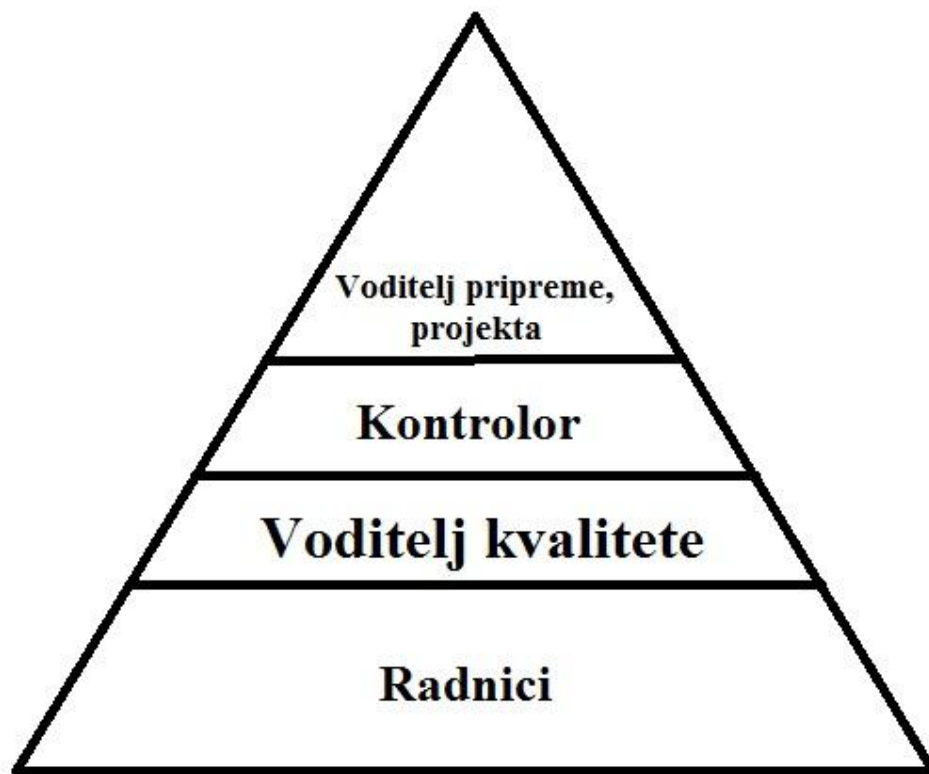 Voditelj pripreme,
projekta
Kontrolor
Voditelj kvalitete
Radnici